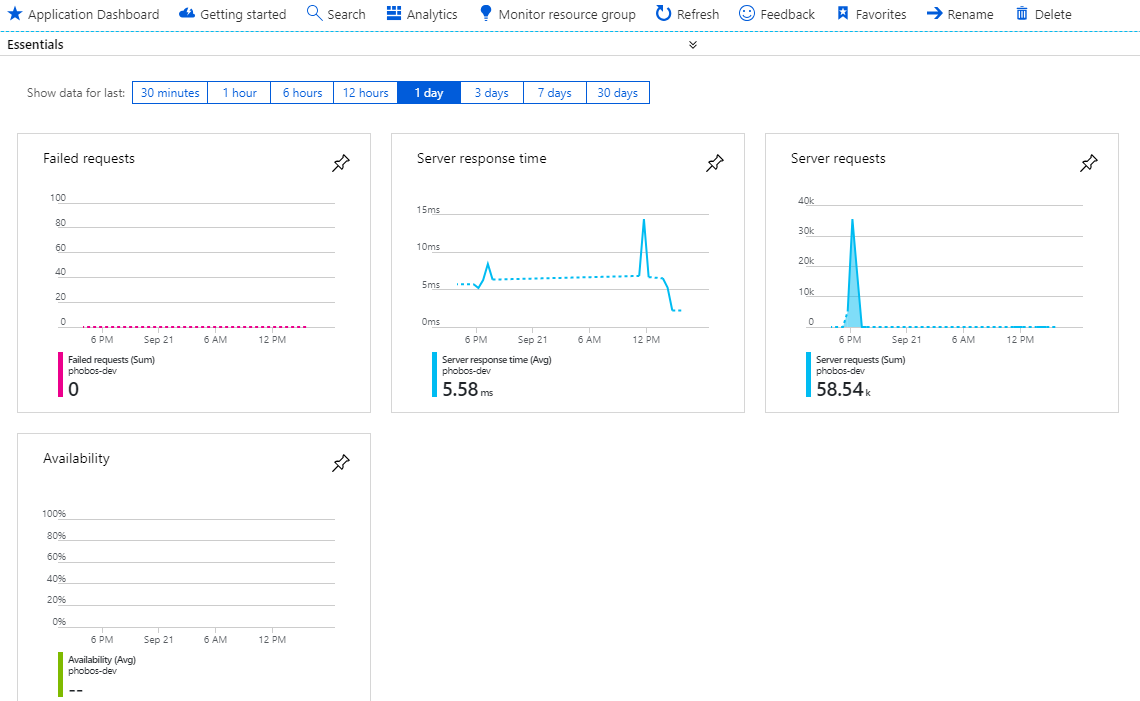 Application Dashboard Getting started Search Analytics Monitor resource group Refresh Feedback Favorites Rename Delete
Essentials
Show data for last: 30 minutes 1 hour 6 hours 12 hours 1 day 3 days 7 days 30 days
Failed requests
100
80
60
40
20
0
6 PM Sep 21 6 AM 12 PM
Failed requests (Sum)
phobos-dev
0
Server response time
15ms
10ms
5ms
0ms
6 PM Sep 21 6 AM 12 PM
Server response time (Avg)
phobos-dev
5.58 ms
Server requests
40k
30k
20k
10k
0
6 PM Sep 21 6 AM 12 PM
Server requests (Sum)
phobos-dev
58.54 k
Availability
100%
80%
60%
40%
20%
0%
6 PM Sep 21 6 AM 12 PM
Availability (Avg)
phobos-dev
--